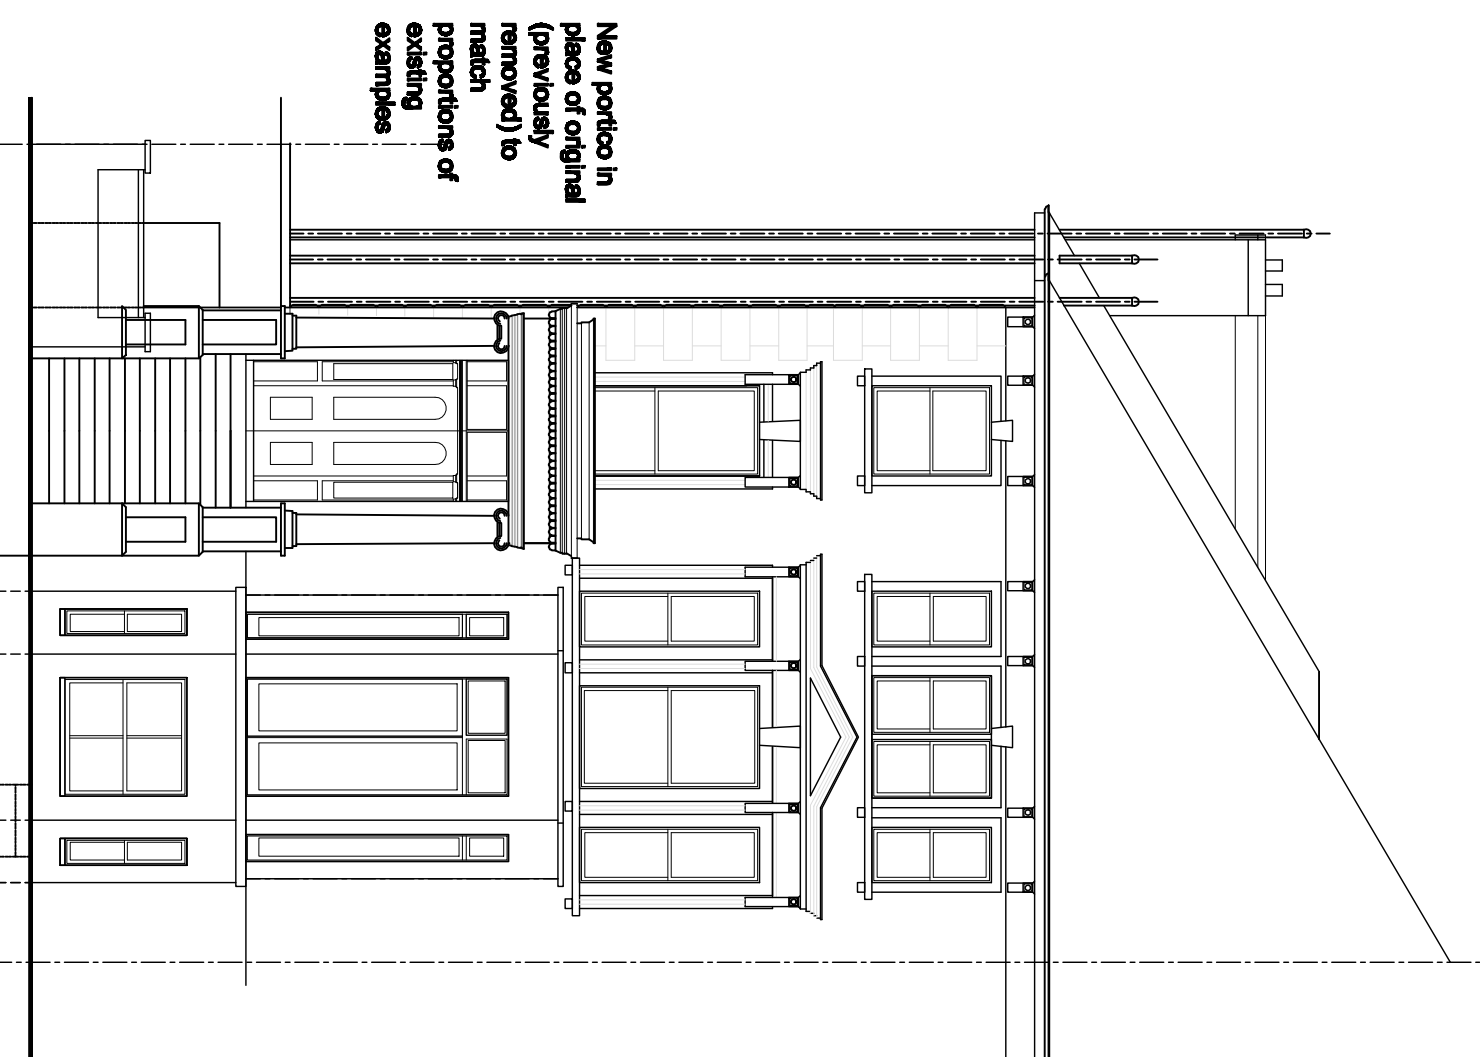 New portico in
place of original
(previously
removed) to
match
proportions of
existing
examples